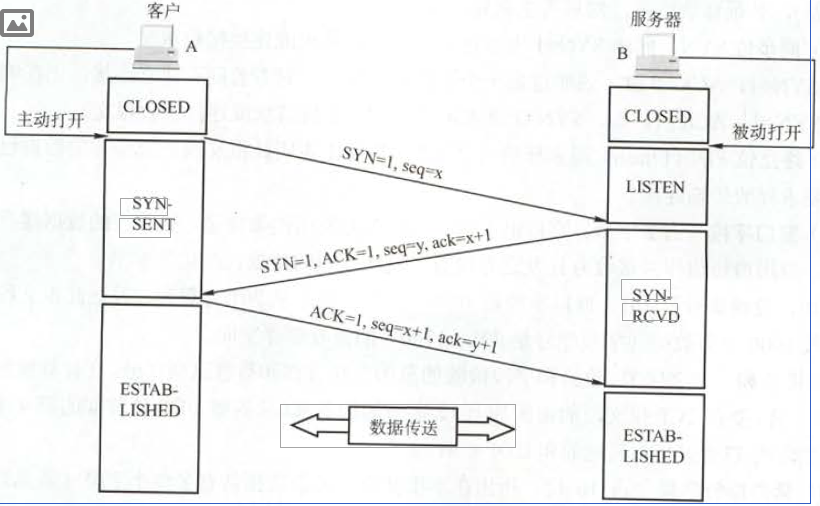 客户
服务器
A
B
CLOSED
CLOSED
主动打开
被动打开
SYN=1, seq=x
LISTEN
SYN-
SENT
SYN=1, ACK=1, seq=y, ack=x+1
SYN-
RCVD
ACK=1, seq=x+1, ack=y+1
ESTAB-
LISHED
数据传送
ESTAB-
LISHED